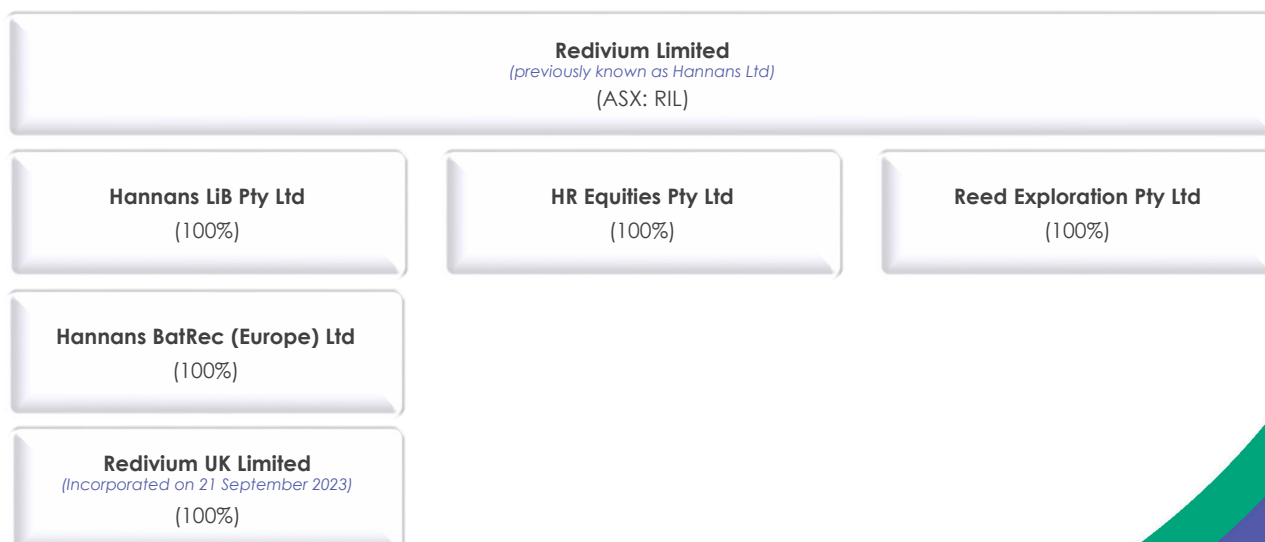 Redivium Limited
(previously known as Hannans Ltd)
(ASX: RIL)
Hannans LiB Pty Ltd
(100%)
HR Equities Pty Ltd
(100%)
Reed Exploration Pty Ltd
(100%)
Hannans BatRec (Europe) Ltd
(100%)
Redivium UK Limited
(Incorporated on 21 September 2023)
(100%)